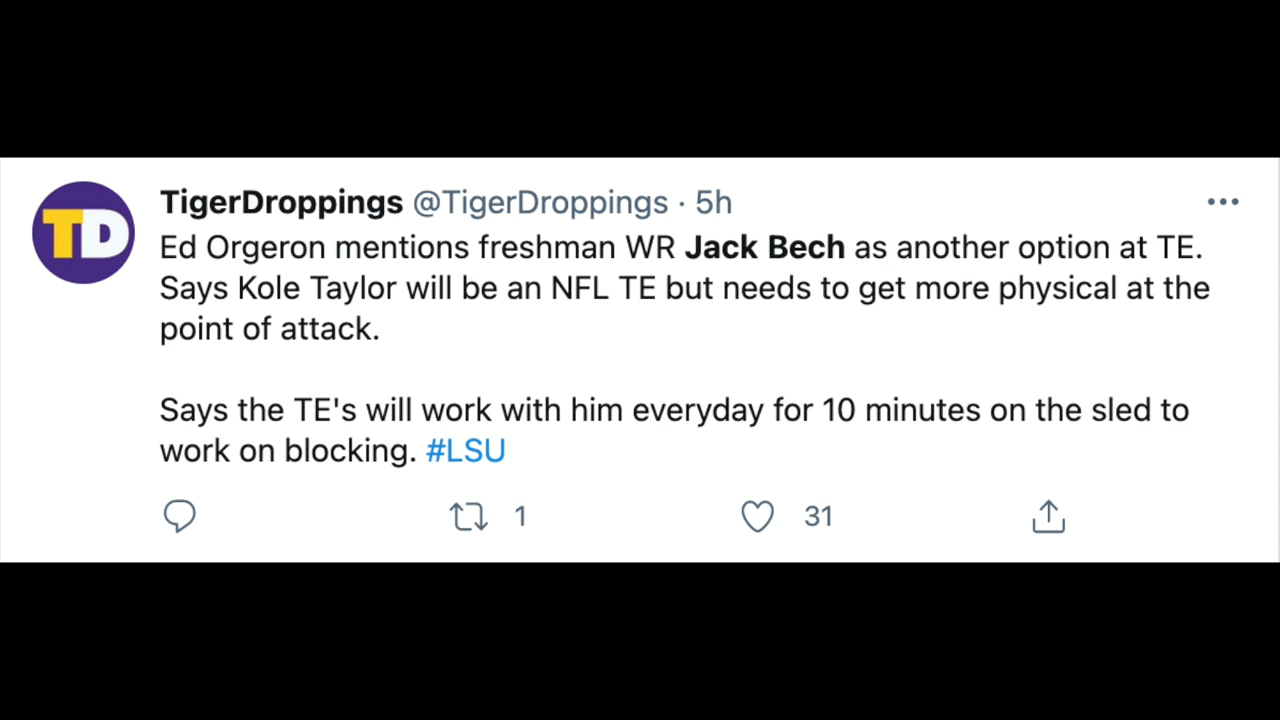 TD
TigerDroppings @TigerDroppings · 5h
Ed Orgeron mentions freshman WR Jack Bech as another option at TE.
Says Kole Taylor will be an NFL TE but needs to get more physical at the
point of attack.
Says the TE's will work with him everyday for 10 minutes on the sled to
work on blocking. #LSU
1 31